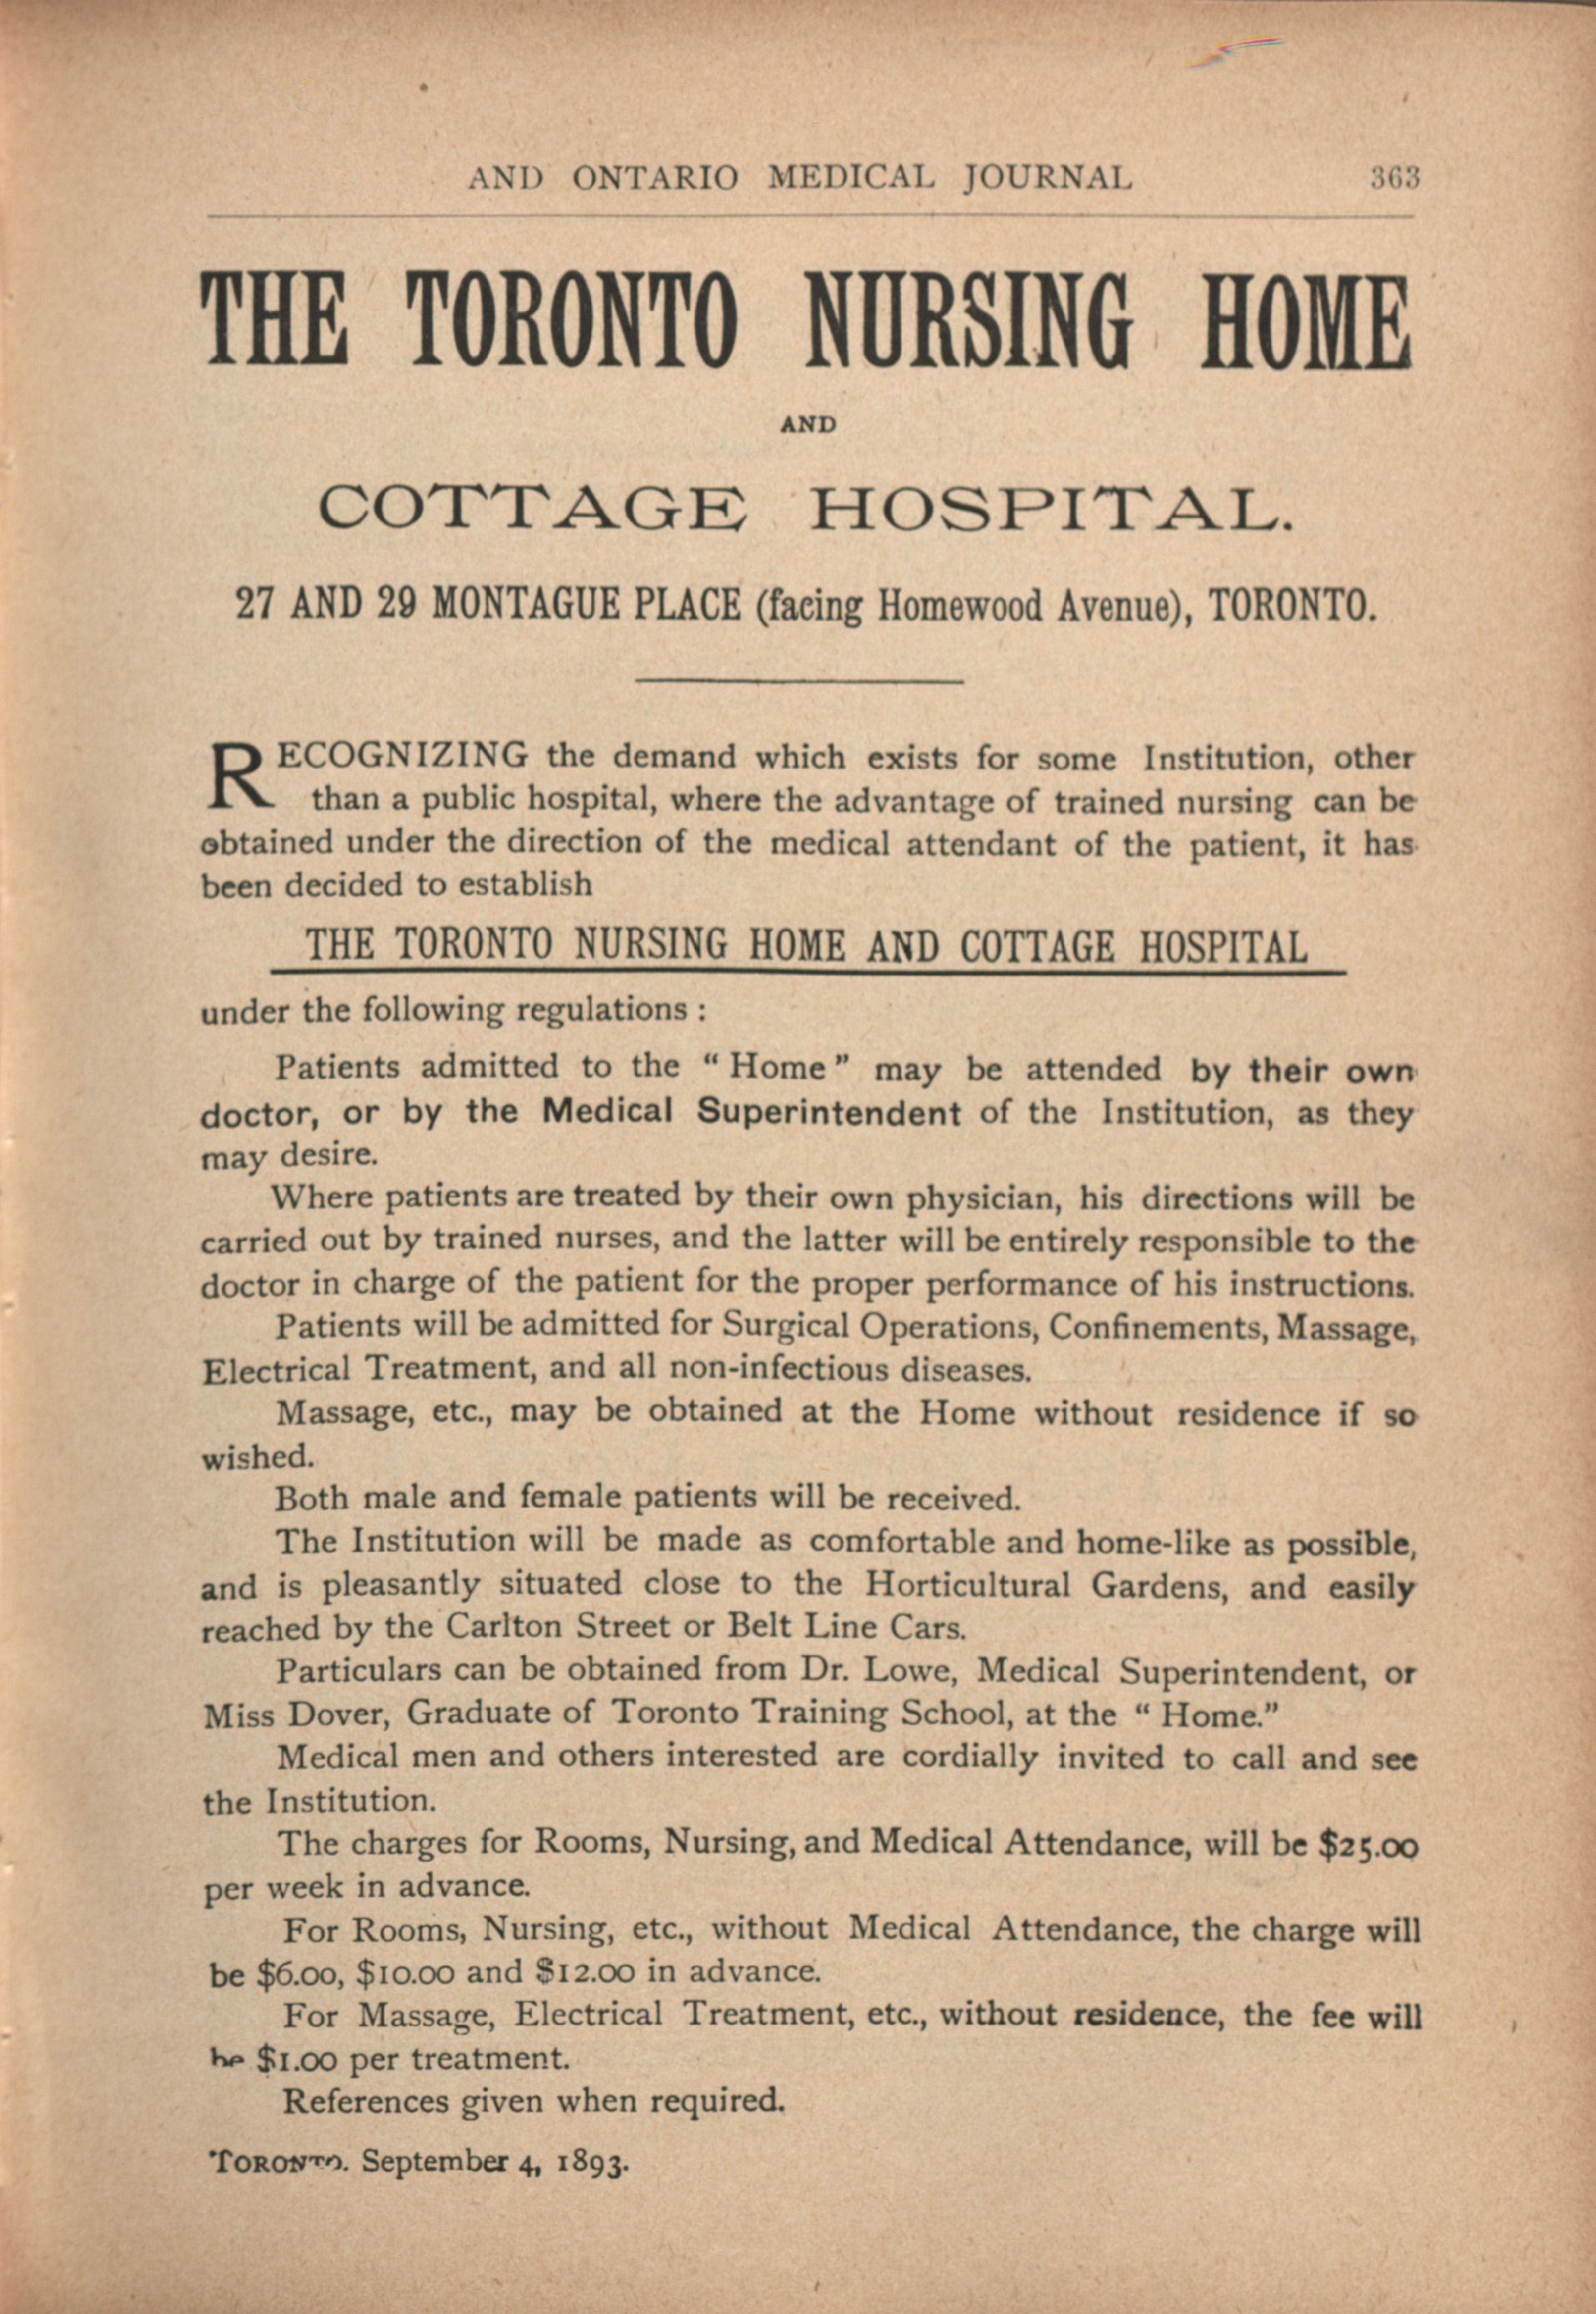 AND ONTARIO MEDICAL JOURNAL 363
THE TORONTO NURSING HOME
AND
COTTAGE HOSPITAL.
27 AND 29 MONTAGUE PLACE (facing Homewood Avenue), TORONTO.
RECOGNIZING the demand which exists for some Institution, other
than a public hospital, where the advantage of trained nursing can be
obtained under the direction of the medical attendant of the patient, it has
been decided to establish
THE TORONTO NURSING HOME AND COTTAGE HOSPITAL
under the following regulations :
Patients admitted to the “ Home ” may be attended by their own
doctor, or by the Medical Superintendent of the Institution, as they
may desire.
Where patients are treated by their own physician, his directions will be
carried out by trained nurses, and the latter will be entirely responsible to the
doctor in charge of the patient for the proper performance of his instructions.
Patients will be admitted for Surgical Operations, Confinements, Massage,
Electrical Treatment, and all non-infectious diseases.
Massage, etc., may be obtained at the Home without residence if so
wished.
Both male and female patients will be received.
The Institution will be made as comfortable and home-like as possible,
and is pleasantly situated close to the Horticultural Gardens, and easily
reached by the Carlton Street or Belt Line Cars.
Particulars can be obtained from Dr. Lowe, Medical Superintendent, or
Miss Dover, Graduate of Toronto Training School, at the “ Home.”
Medical men and others interested are cordially invited to call and see
the Institution.
The charges for Rooms, Nursing, and Medical Attendance, will be $25.00
per week in advance.
For Rooms, Nursing, etc., without Medical Attendance, the charge will
be $6.00, $10.00 and $12.00 in advance.
For Massage, Electrical Treatment, etc., without residence, the fee will
be $1.00 per treatment.
References given when required.
TORONTO. September 4, 1893.